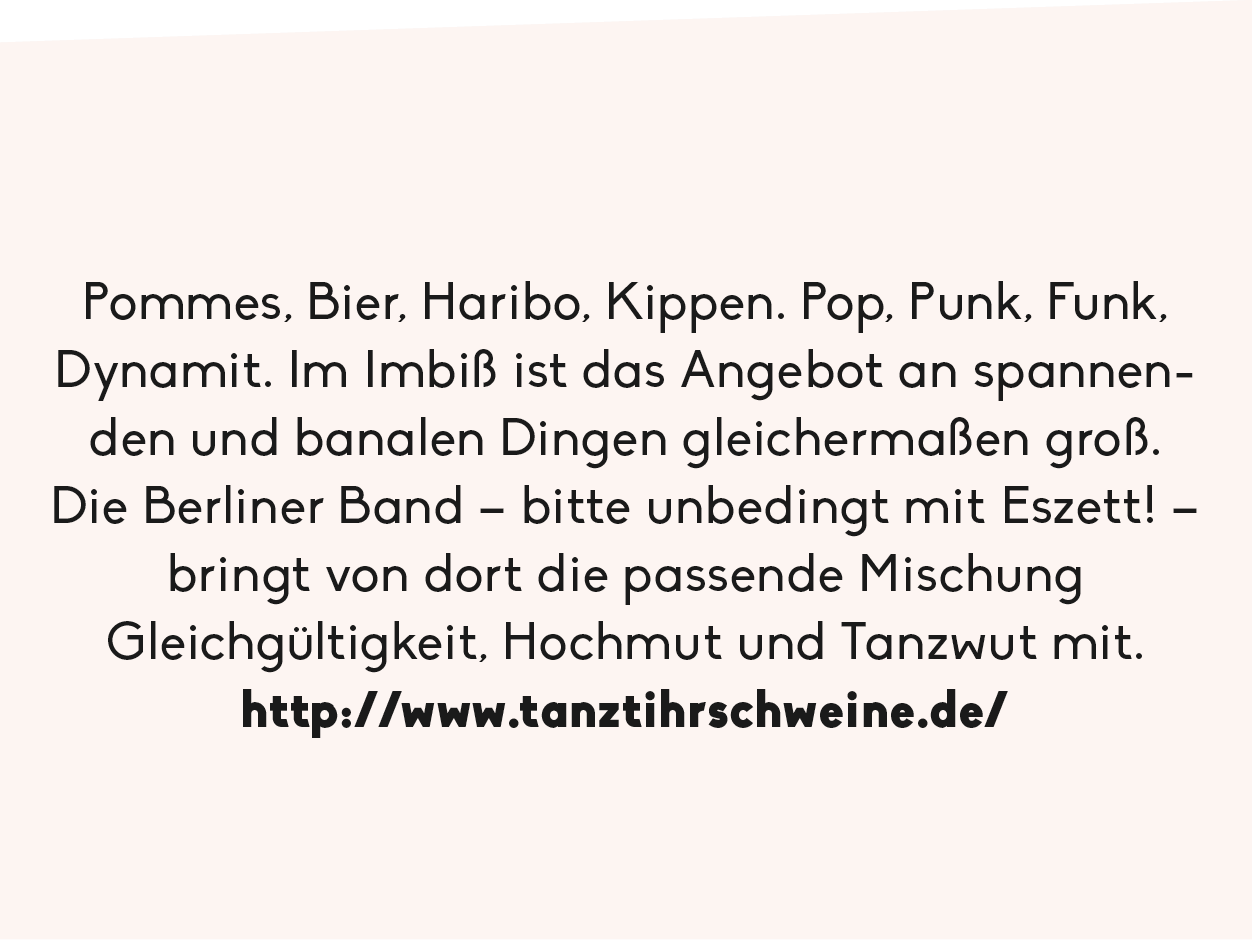 Pommes, Bier, Haribo, Kippen. Pop, Punk, Funk,
Dynamit. Im Imbiß ist das Angebot an spannen-
den und banalen Dingen gleichermaßen groß.
Die Berliner Band – bitte unbedingt mit Eszett! –
bringt von dort die passende Mischung
Gleichgültigkeit, Hochmut und Tanzwut mit.
http://www.tanztihrschweine.de/